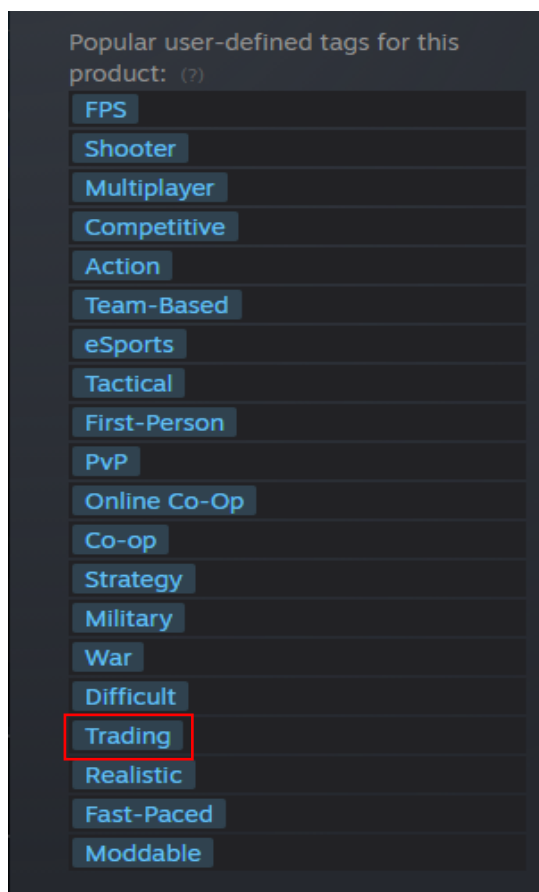 Popular user-defined tags for this
product: (?)
FPS
Shooter
Multiplayer
Competitive
Action
Team-Based
eSports
Tactical
First-Person
PvP
Online Co-Op
Co-op
Strategy
Military
War
Difficult
Trading
Realistic
Fast-Paced
Moddable